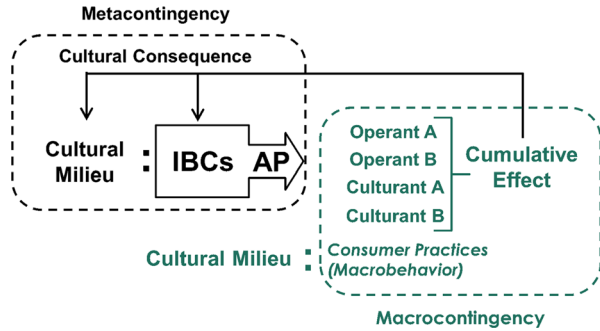 Metacontingency
Cultural Consequence
Cultural
Milieu
:
IBCs
AP
Operant A
Operant B
Culturant A
Culturant B
Cumulative
Effect
Cultural Milieu :
Consumer Practices
(Macrobehavior)
Macrocontingency